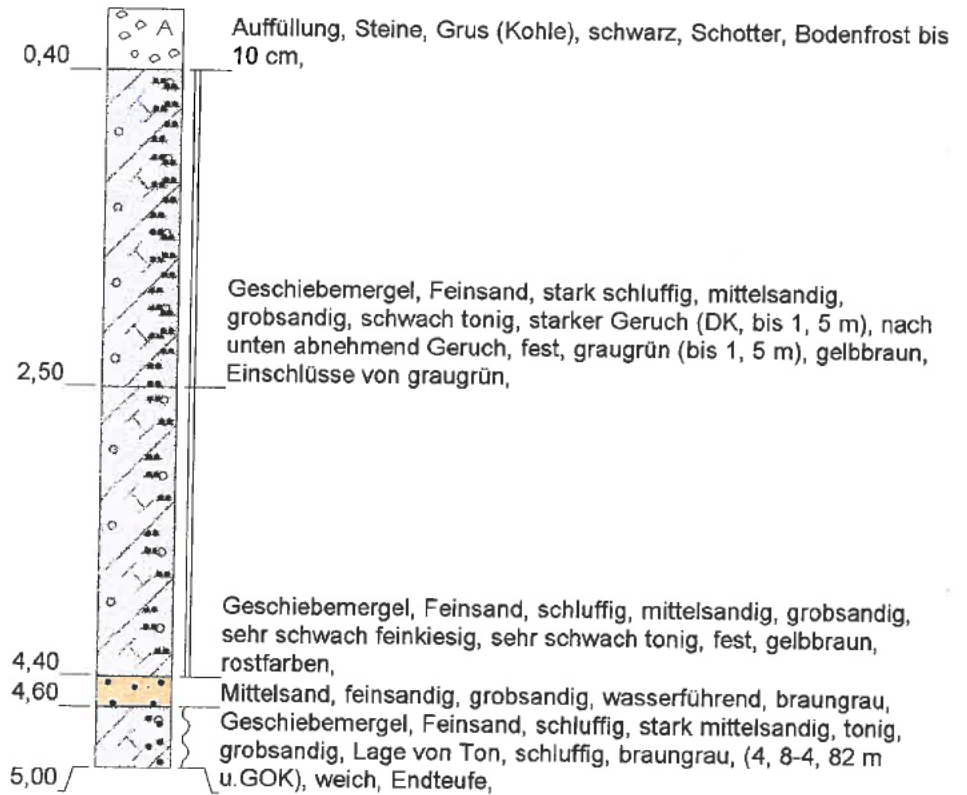 A
Auffüllung, Steine, Grus (Kohle), schwarz, Schotter, Bodenfrost bis
10 cm,
0,40
Geschiebemergel, Feinsand, stark schluffig, mittelsandig,
grobsandig, schwach tonig, starker Geruch (DK, bis 1, 5 m), nach
unten abnehmend Geruch, fest, graugrün (bis 1, 5 m), gelbbraun,
Einschlüsse von graugrün,
2,50
Geschiebemergel, Feinsand, schluffig, mittelsandig, grobsandig,
sehr schwach feinkiesig, sehr schwach tonig, fest, gelbbraun,
rostfarben,
4,40
Mittelsand, feinsandig, grobsandig, wasserführend, braungrau,
4,60
Geschiebemergel, Feinsand, schluffig, stark mittelsandig, tonig,
grobsandig, Lage von Ton, schluffig, braungrau, (4, 8-4, 82 m
u.GOK), weich, Endteufe,
5,00